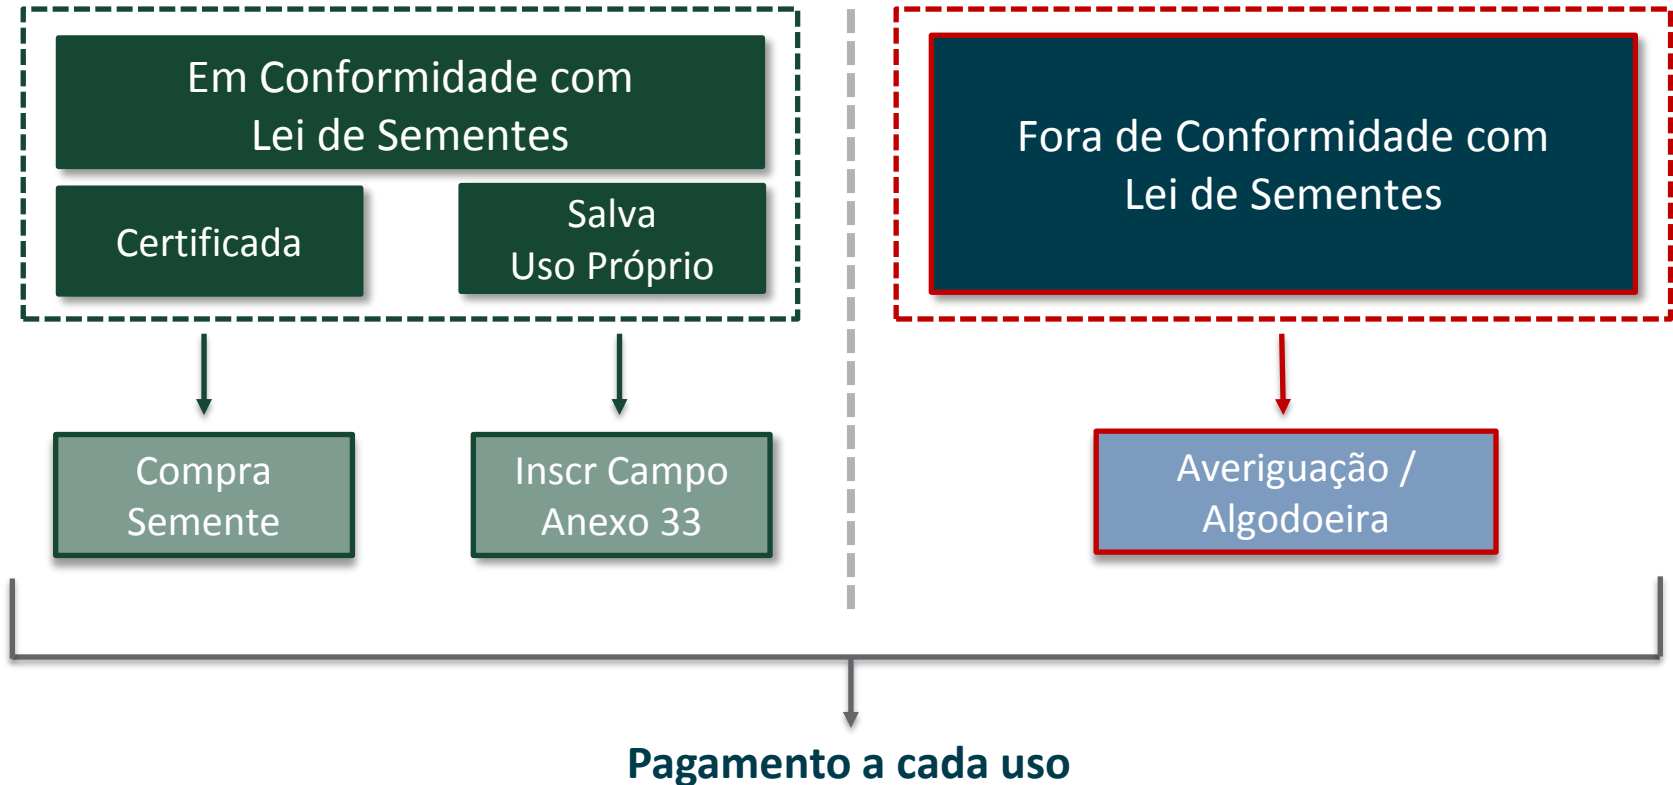 Em Conformidade com
Lei de Sementes
Certificada
Salva
Uso Próprio
Compra
Semente
Inscr Campo
Anexo 33
Fora de Conformidade com
Lei de Sementes
Averiguação /
Algodoeira
Pagamento a cada uso